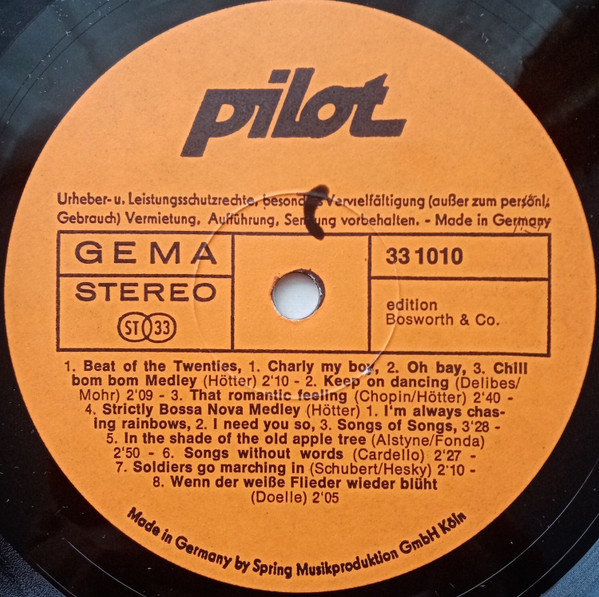 pilot
Urheber- u. Leistungsschutzrechte, besonders Vervielfältigung (außer zum persönl.
Gebrauch) Vermietung, Aufführung, Sendung vorbehalten. - Made in Germany
GEMA
STEREO
ST 33
33 1010
edition
Bosworth & Co.
1. Beat of the Twenties, 1. Charly my boy, 2. Oh bay, 3. Chill
bom bom Medley (Hötter) 2'10 - 2. Keep on dancing (Delibes/
Mohr) 2'09 - 3. That romantic feeling (Chopin/Hötter) 2'40 -
4. Strictly Bossa Nova Medley (Hötter) 1. I'm always chas-
ing rainbows, 2. I need you so, 3. Songs of Songs, 3'28 -
5. In the shade of the old apple tree (Alstyne/Fonda)
2'50 - 6. Songs without words (Cardello) 2'27 -
7. Soldiers go marching in (Schubert/Hesky) 2'10 -
8. Wenn der weiße Flieder wieder blüht
(Doelle) 2'05
Made in Germany by Spring Musikproduktion GmbH Köln